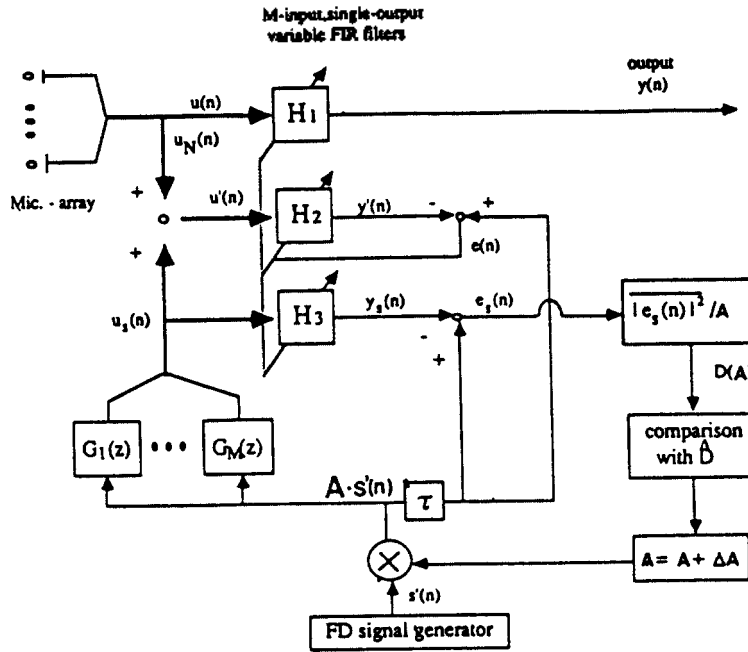 M-input,single-output
variable FIR filters
output
y(n)
u(n)
H1
uN(n)
Mic. - array
+
u'(n)
H2
y'(n)
-
+
e(n)
+
us(n)
H3
ys(n)
es(n)
-
+
|es(n)|² /A
D(A)
G1(z)
GM(z)
comparison
with D̂
A·s'(n)
τ
A = A + ΔA
s'(n)
FD signal generator